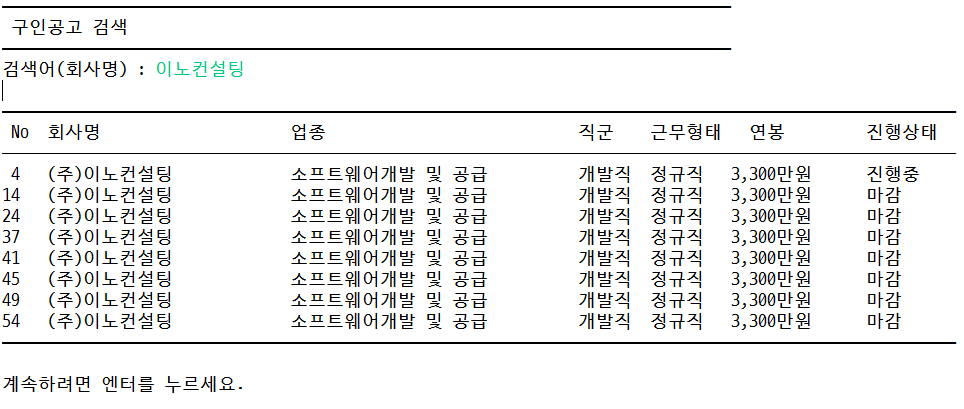 구인공고 검색
검색어(회사명) : 이노컨설팅
No 회사명 업종 직군 근무형태 연봉 진행상태
4 (주)이노컨설팅 소프트웨어개발 및 공급 개발직 정규직 3,300만원 진행중
14 (주)이노컨설팅 소프트웨어개발 및 공급 개발직 정규직 3,300만원 마감
24 (주)이노컨설팅 소프트웨어개발 및 공급 개발직 정규직 3,300만원 마감
37 (주)이노컨설팅 소프트웨어개발 및 공급 개발직 정규직 3,300만원 마감
41 (주)이노컨설팅 소프트웨어개발 및 공급 개발직 정규직 3,300만원 마감
45 (주)이노컨설팅 소프트웨어개발 및 공급 개발직 정규직 3,300만원 마감
49 (주)이노컨설팅 소프트웨어개발 및 공급 개발직 정규직 3,300만원 마감
54 (주)이노컨설팅 소프트웨어개발 및 공급 개발직 정규직 3,300만원 마감
계속하려면 엔터를 누르세요.